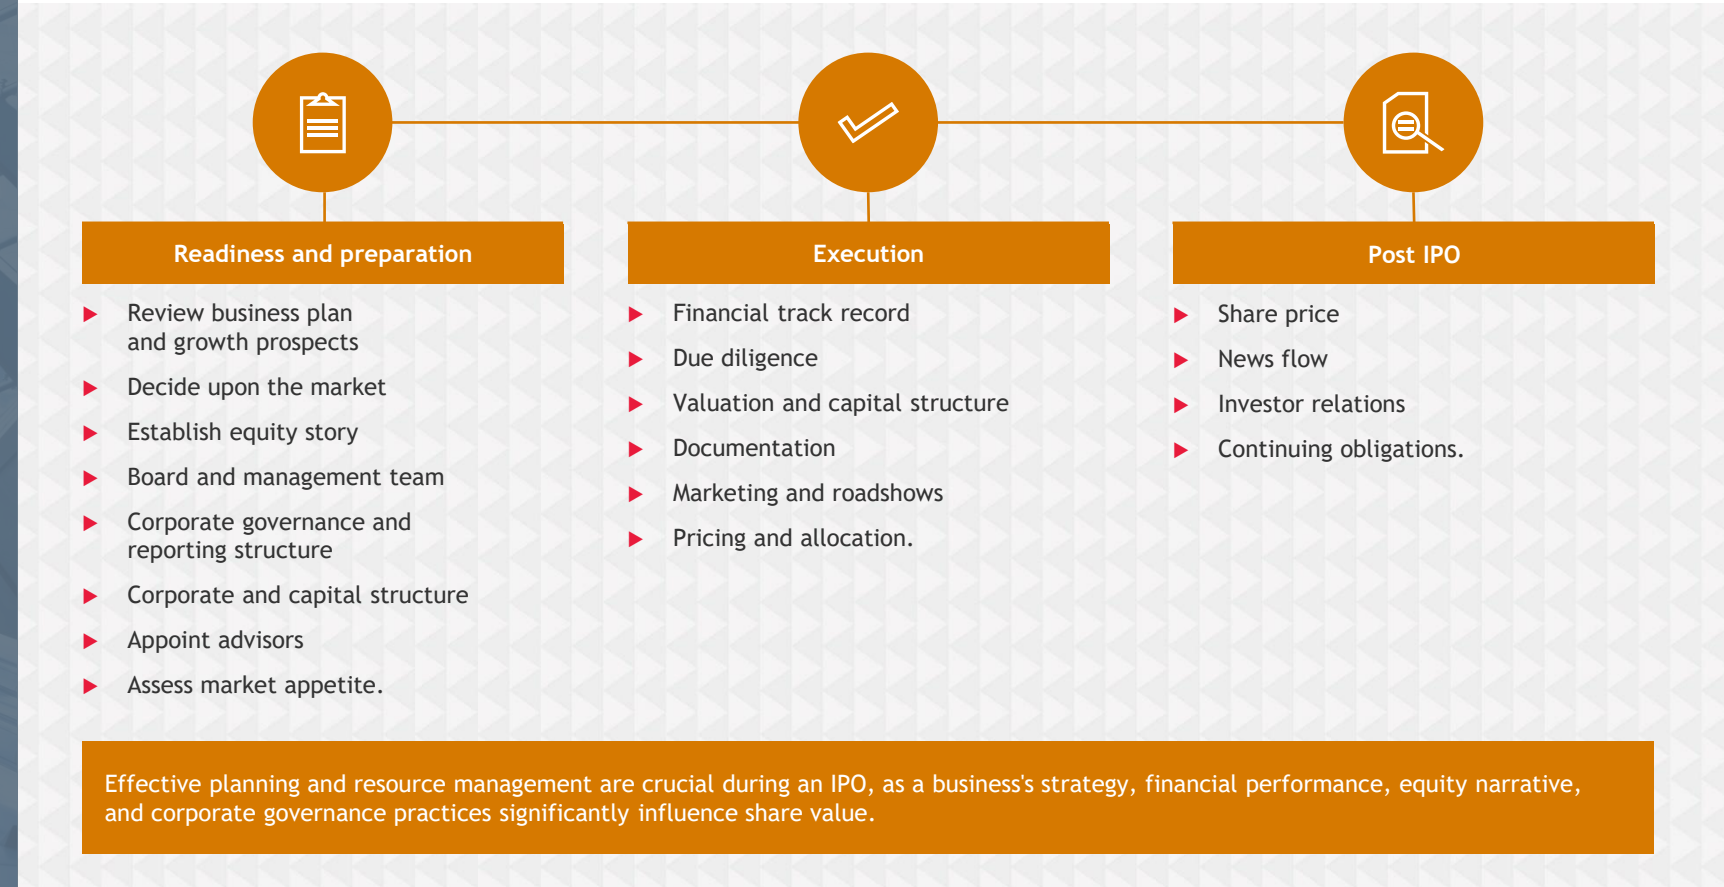 Readiness and preparation
Review business plan
and growth prospects
Decide upon the market
Establish equity story
Board and management team
Corporate governance and
reporting structure
Corporate and capital structure
Appoint advisors
Assess market appetite.
Execution
Financial track record
Due diligence
Valuation and capital structure
Documentation
Marketing and roadshows
Pricing and allocation.
Post IPO
Share price
News flow
Investor relations
Continuing obligations.
Effective planning and resource management are crucial during an IPO, as a business's strategy, financial performance, equity narrative,
and corporate governance practices significantly influence share value.